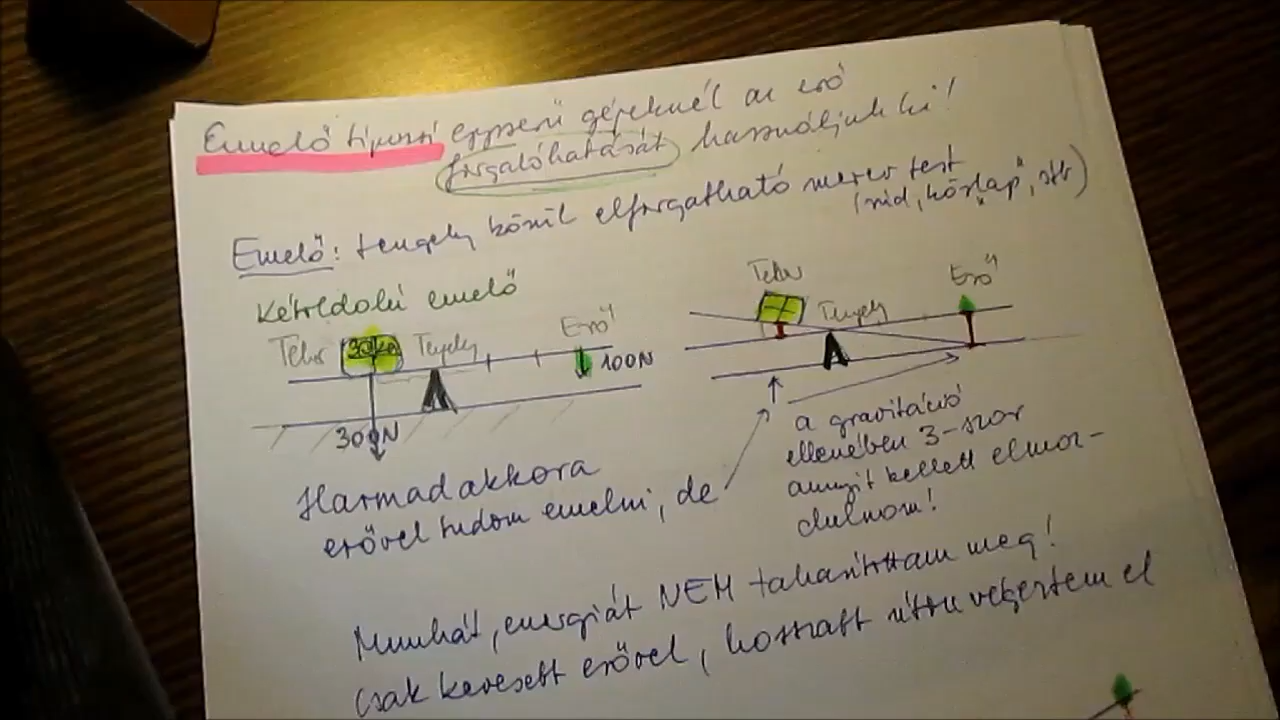 Emelő típusú egyszerű gépeknél az erő
forgatóhatását használjuk ki!
Emelő: tengely körül elforgatható merev test
(rúd, körlap, stb)
Kétoldalú emelő
Teher 30kg Tengely Erő
100N
300N
Teher Tengely Erő
Harmad akkora
erővel tudom emelni, de
a gravitáció
ellenében 3-szor
annyit kellett elmoz-
dulnom!
Munkát, energiát NEM takarítottam meg!
csak kevesebb erővel, hosszabb úton végeztem el